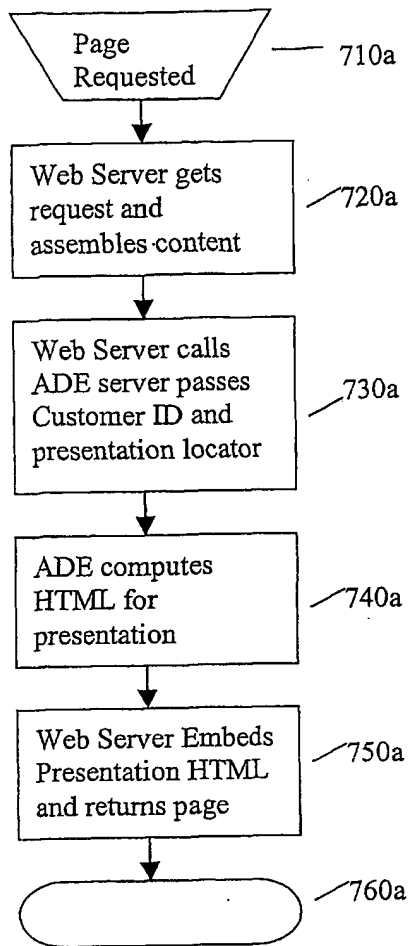 Page
Requested
710a
Web Server gets
request and
assembles content
720a
Web Server calls
ADE server passes
Customer ID and
presentation locator
730a
ADE computes
HTML for
presentation
740a
Web Server Embeds
Presentation HTML
and returns page
750a
760a